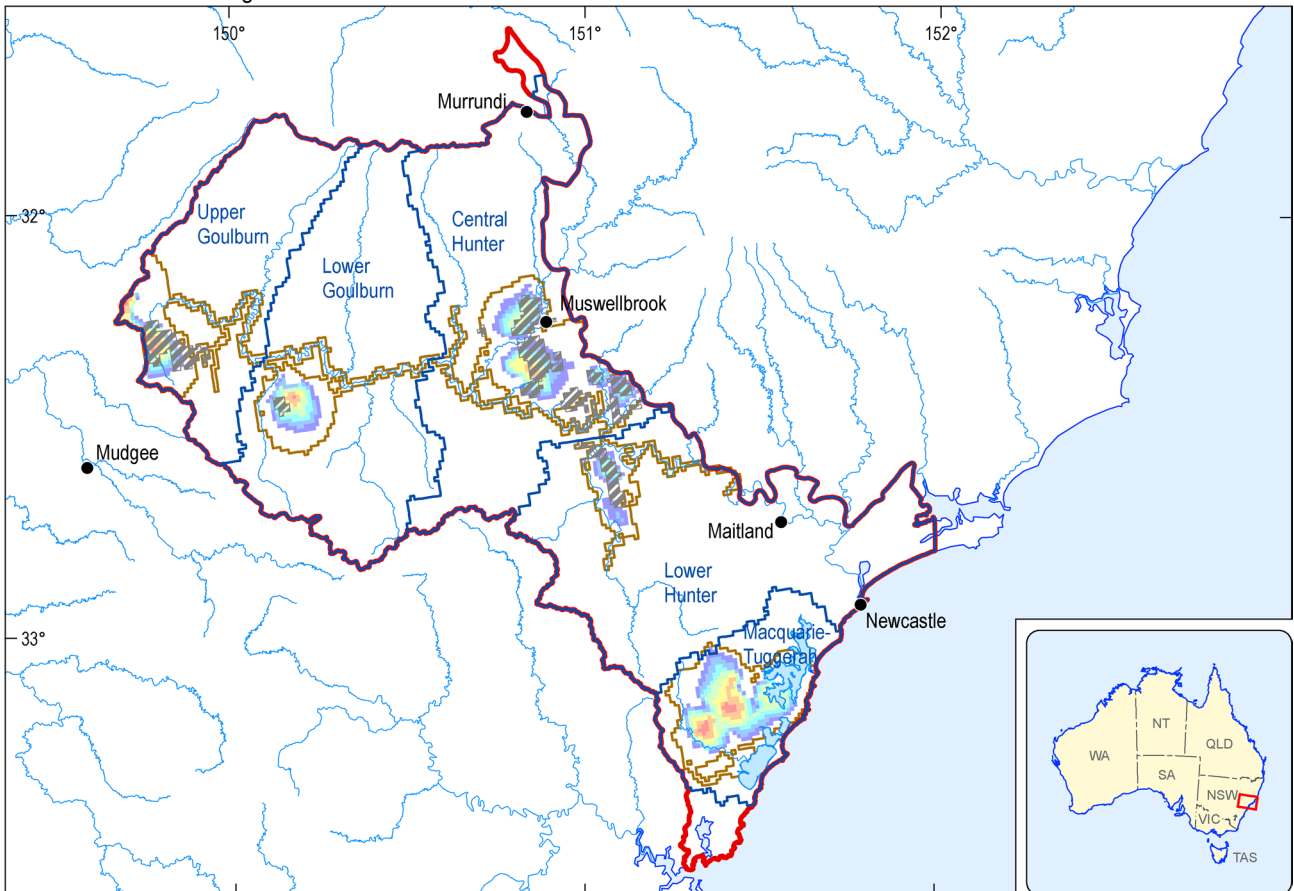 150°
151°
152°
Murrundi
32°
Upper
Goulburn
Central
Hunter
Lower
Goulburn
Muswellbrook
Mudgee
Maitland
Lower
Hunter
Newcastle
33°
Macquarie-
Tuggerah
NT
QLD
WA
SA
NSW
VIC
TAS